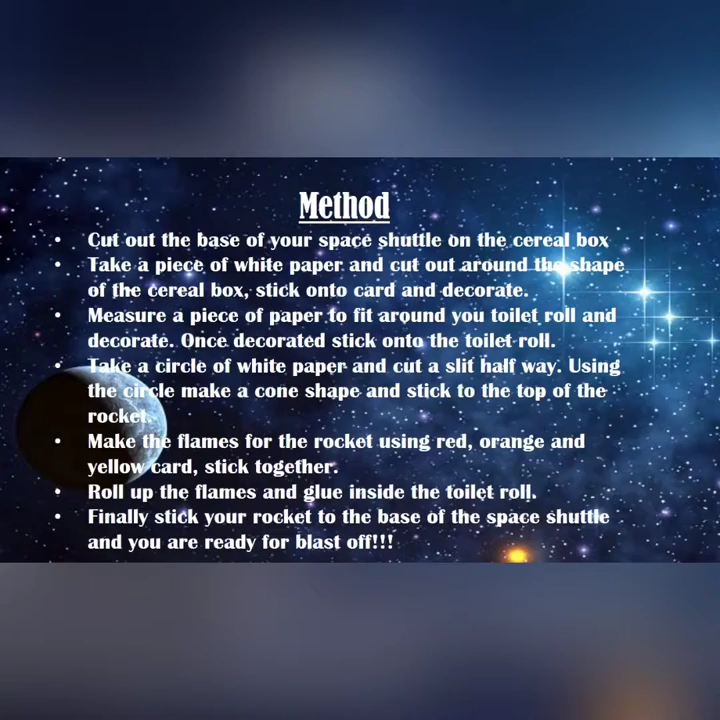 Method
• Cut out the base of your space shuttle on the cereal box
• Take a piece of white paper and cut out around the shape
of the cereal box, stick onto card and decorate.
• Measure a piece of paper to fit around you toilet roll and
decorate. Once decorated stick onto the toilet roll.
• Take a circle of white paper and cut a slit half way. Using
the circle make a cone shape and stick to the top of the
rocket.
• Make the flames for the rocket using red, orange and
yellow card, stick together.
• Roll up the flames and glue inside the toilet roll.
• Finally stick your rocket to the base of the space shuttle
and you are ready for blast off!!!